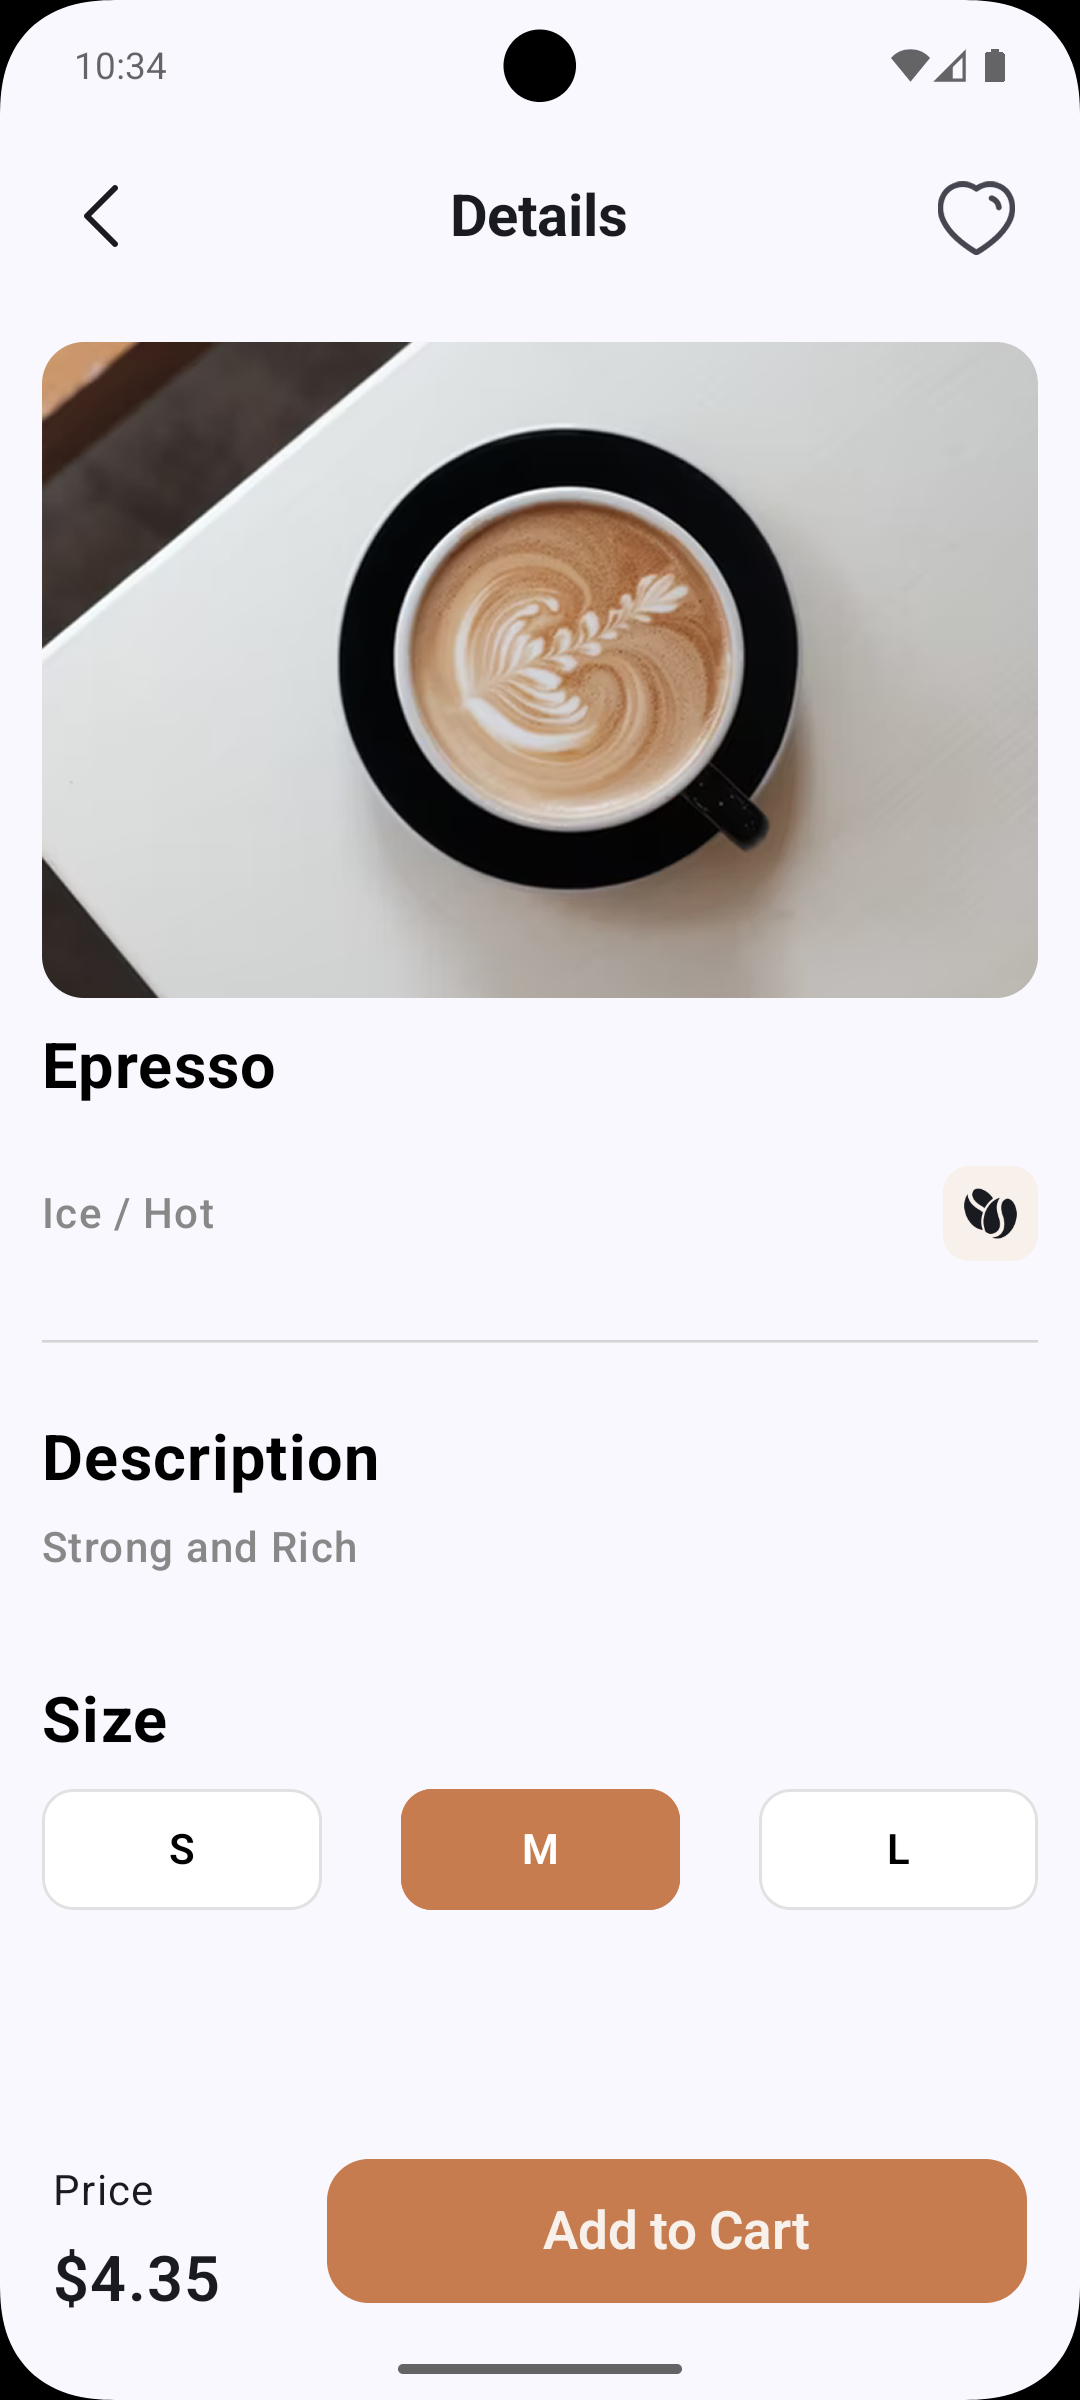 10:34
Details
Epresso
Ice / Hot
Description
Strong and Rich
Size
S
M
L
Price
$4.35
Add to Cart